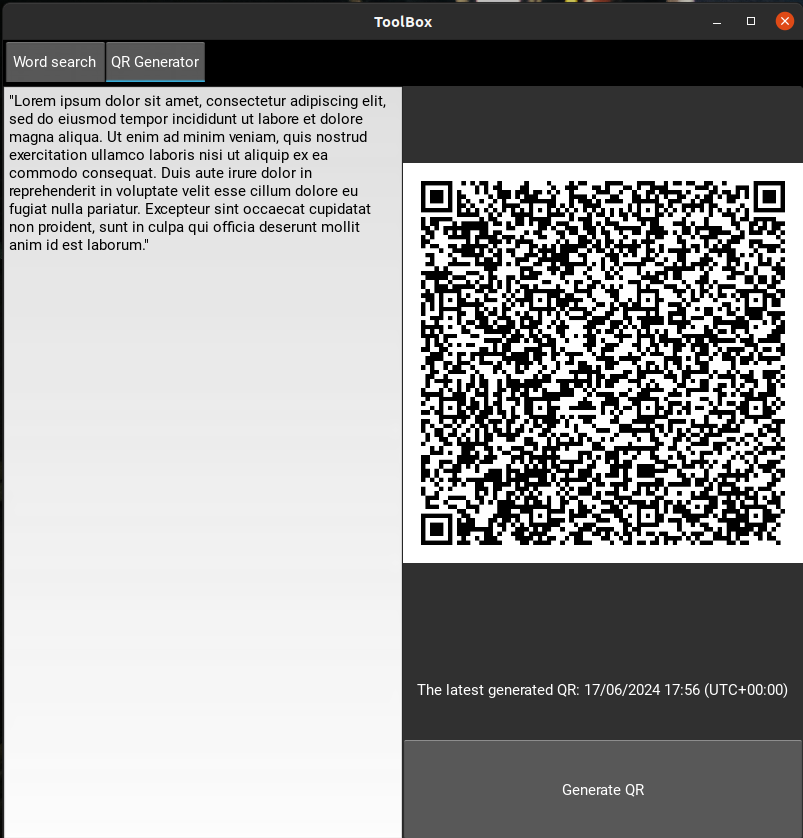 ToolBox
Word search
QR Generator
"Lorem ipsum dolor sit amet, consectetur adipiscing elit,
sed do eiusmod tempor incididunt ut labore et dolore
magna aliqua. Ut enim ad minim veniam, quis nostrud
exercitation ullamco laboris nisi ut aliquip ex ea
commodo consequat. Duis aute irure dolor in
reprehenderit in voluptate velit esse cillum dolore eu
fugiat nulla pariatur. Excepteur sint occaecat cupidatat
non proident, sunt in culpa qui officia deserunt mollit
anim id est laborum."
The latest generated QR: 17/06/2024 17:56 (UTC+00:00)
Generate QR